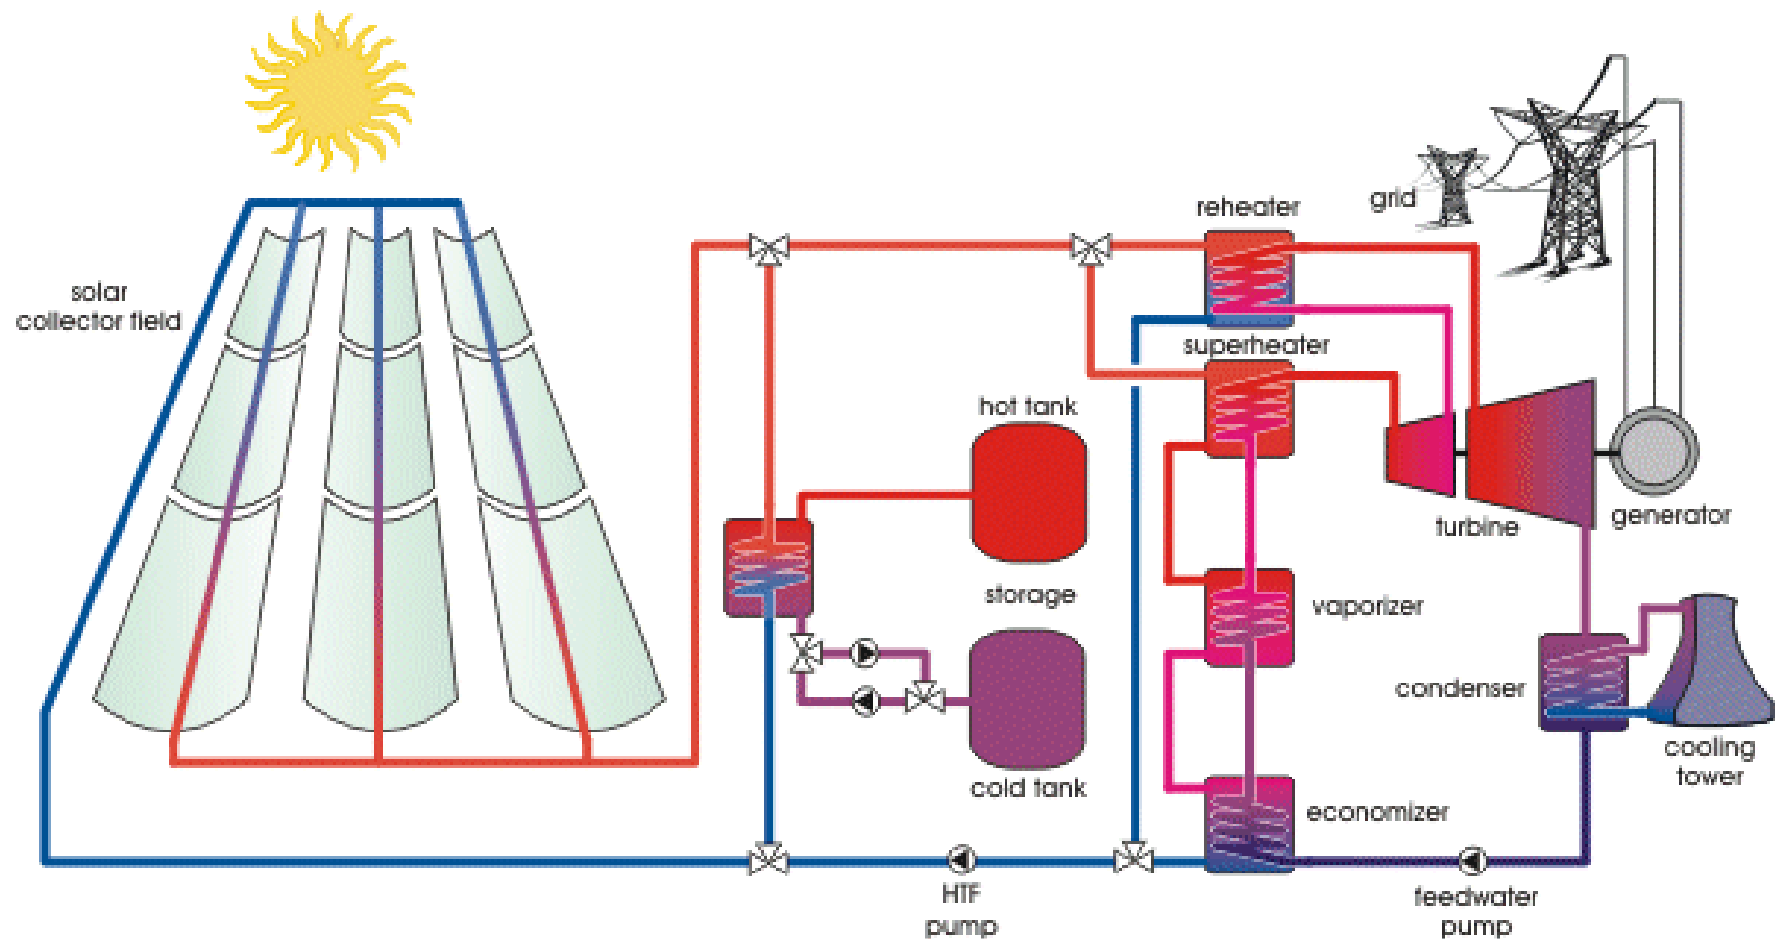 grid
reheater
solar
collector field
superheater
hot tank
turbine
generator
storage
vaporizer
condenser
cooling
tower
cold tank
economizer
HTF
pump
feedwater
pump